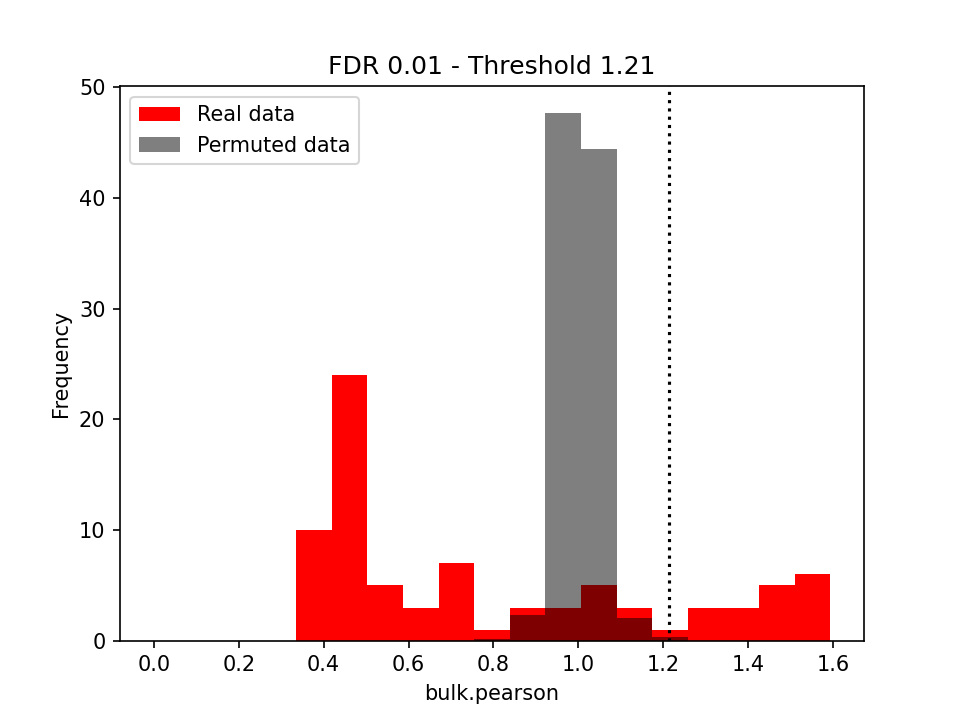 FDR 0.01 - Threshold 1.21
Real data
Permuted data
50
40
30
20
10
0
Frequency
0.0 0.2 0.4 0.6 0.8 1.0 1.2 1.4 1.6
bulk.pearson